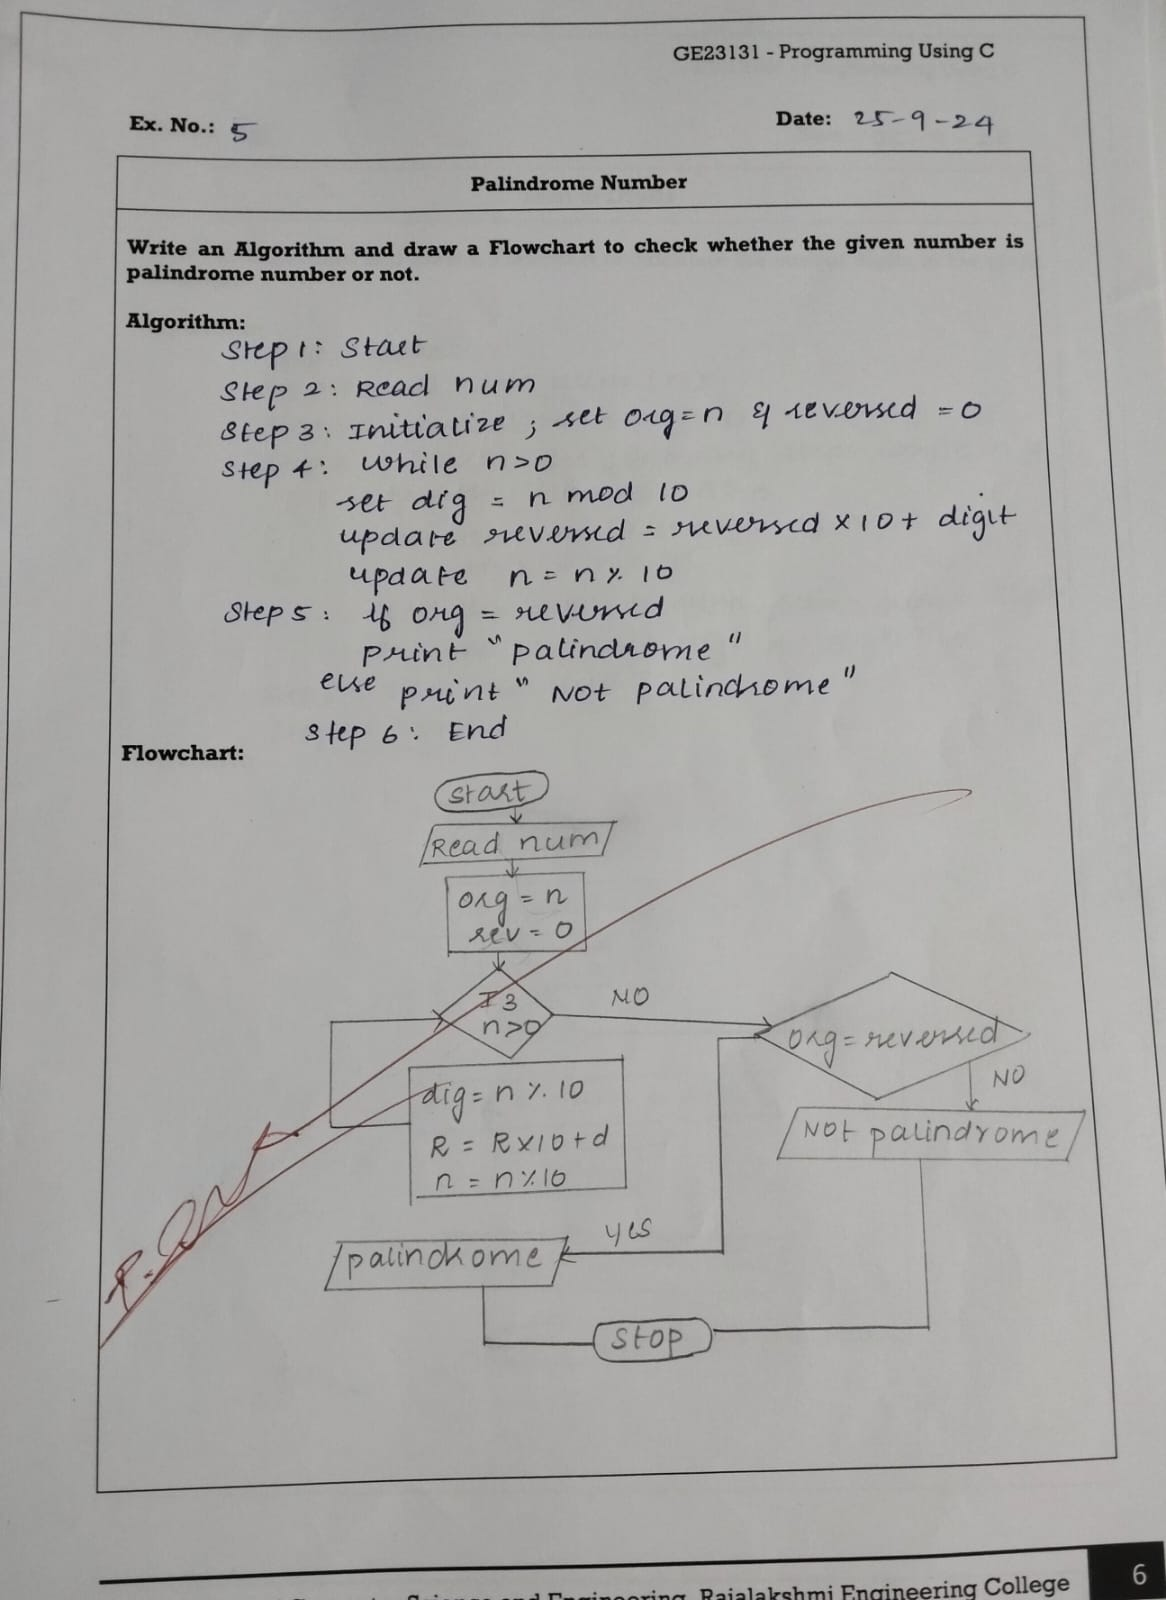 GE23131 - Programming Using C
Ex. No.: 5
Date: 25-9-24
Palindrome Number
Write an Algorithm and draw a Flowchart to check whether the given number is
palindrome number or not.
Algorithm:
Step 1: Start
Step 2: Read num
Step 3: Initialize ; set org=n & reversed =0
Step 4: While n>0
set dig = n mod 10
update reversed = reversed x10+ digit
update n = n % 10
Step 5: if org = reversed
print "palindrome"
else print "Not palindrome"
Step 6: End
Flowchart:
start
Read num
org = n
rev = 0
n>0
NO
org = reversed
NO
dig = n % 10
R = Rx10+d
n = n%10
Not palindrome
yes
palindrome
stop
Engineering, Rajalakshmi Engineering College
6